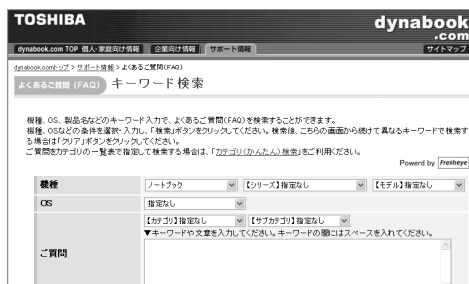 TOSHIBA
dynabook
.com
dynabook.com TOP 個人・家庭向け情報 企業向け情報 サポート情報 サイトマップ
dynabook.comトップ > サポート情報 > よくあるご質問(FAQ)
よくあるご質問 (FAQ) キーワード検索
機種、OS、製品名などのキーワード入力で、よくあるご質問(FAQ)を検索することができます。
機種、OSなどの条件を選択・入力し、「検索」ボタンをクリックしてください。検索後、こちらの画面から続けて異なるキーワードで検索す
る場合は「クリア」ボタンをクリックしてください。
ご質問をカテゴリの一覧表で指定して検索する場合は、「カテゴリ(かんたん)検索」をご利用ください。
Powerd by Fresheye
機種 ノートブック 【シリーズ】指定なし 【モデル】指定なし
OS 指定なし
【カテゴリ】指定なし 【サブカテゴリ】指定なし
▼キーワードや文章を入力してください。キーワードの間にはスペースを入れてください。
ご質問